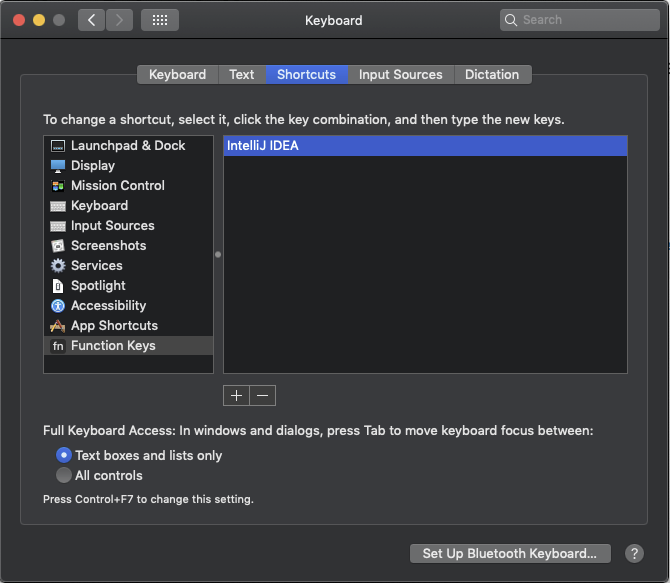 Keyboard
Search
Keyboard Text Shortcuts Input Sources Dictation
To change a shortcut, select it, click the key combination, and then type the new keys.
Launchpad & Dock
Display
Mission Control
Keyboard
Input Sources
Screenshots
Services
Spotlight
Accessibility
App Shortcuts
fn Function Keys
IntelliJ IDEA
+ −
Full Keyboard Access: In windows and dialogs, press Tab to move keyboard focus between:
Text boxes and lists only
All controls
Press Control+F7 to change this setting.
Set Up Bluetooth Keyboard... ?